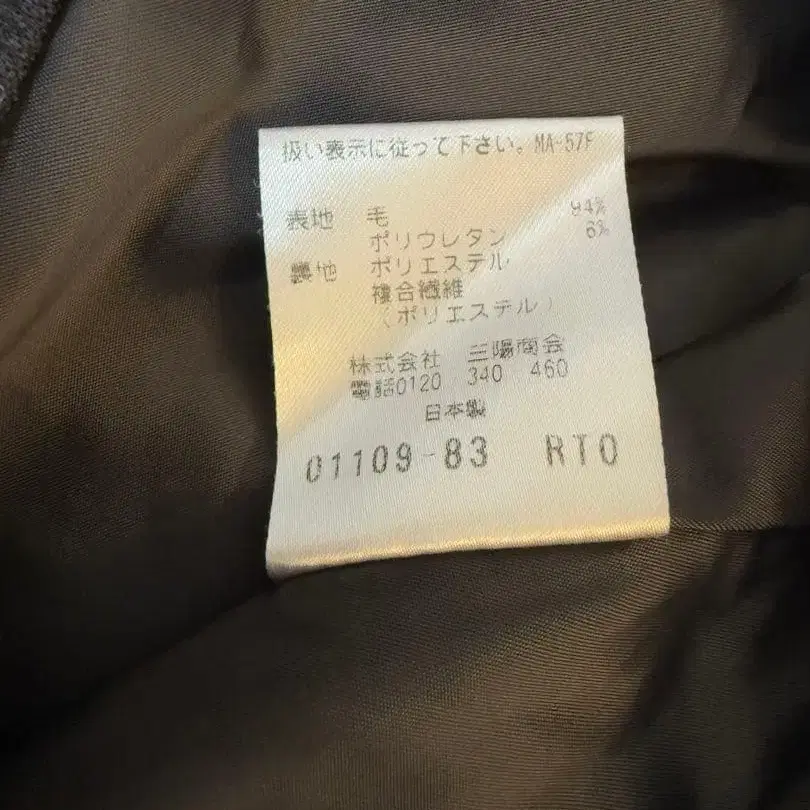 扱い表示に従って下さい。MA-57F
表地 毛 94%
ポリウレタン 6%
裏地 ポリエステル
複合繊維
(ポリエステル)
株式会社 三陽商会
電話0120 340 460
日本製
01109-83 RTO